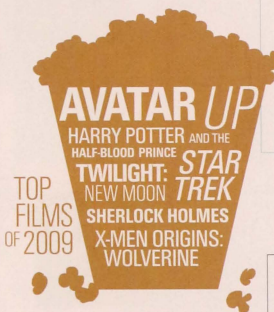 AVATAR UP
HARRY POTTER AND THE
HALF-BLOOD PRINCE
TWILIGHT:
NEW MOON
STAR
TREK
SHERLOCK HOLMES
X-MEN ORIGINS:
WOLVERINE
TOP
FILMS
OF 2009